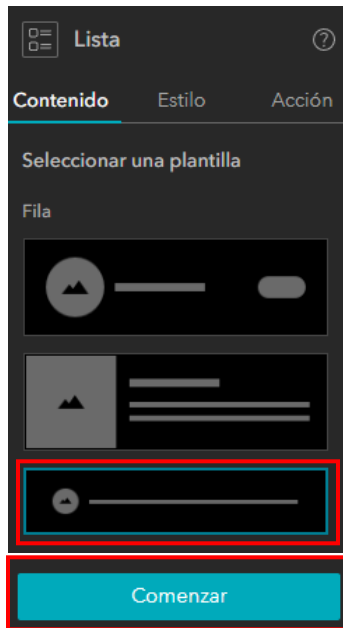 Lista
Contenido Estilo Acción
Seleccionar una plantilla
Fila
Comenzar